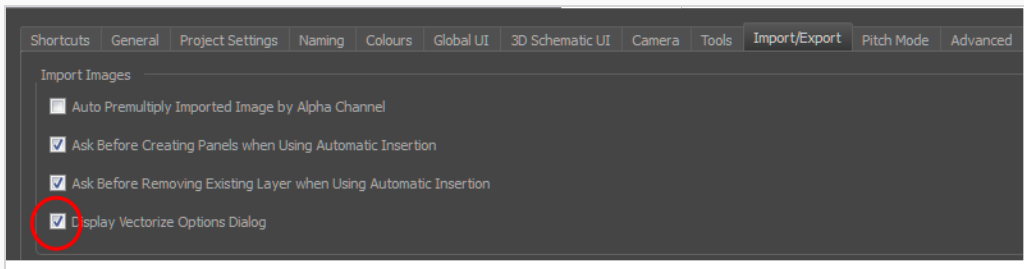 Shortcuts General Project Settings Naming Colours Global UI 3D Schematic UI Camera Tools Import/Export Pitch Mode Advanced
Import Images
Auto Premultiply Imported Image by Alpha Channel
Ask Before Creating Panels when Using Automatic Insertion
Ask Before Removing Existing Layer when Using Automatic Insertion
Display Vectorize Options Dialog